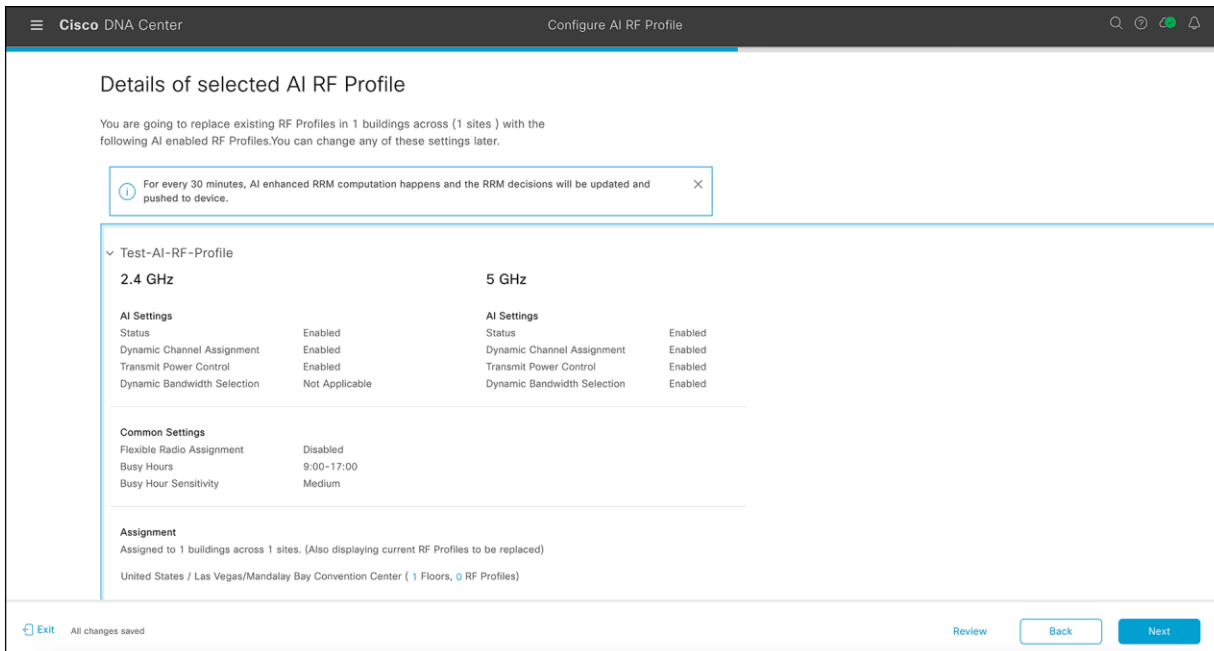 Cisco DNA Center
Configure AI RF Profile
Details of selected AI RF Profile
You are going to replace existing RF Profiles in 1 buildings across (1 sites ) with the
following AI enabled RF Profiles.You can change any of these settings later.
For every 30 minutes, AI enhanced RRM computation happens and the RRM decisions will be updated and
pushed to device.
Test-AI-RF-Profile
2.4 GHz
AI Settings
Status Enabled
Dynamic Channel Assignment Enabled
Transmit Power Control Enabled
Dynamic Bandwidth Selection Not Applicable
5 GHz
AI Settings
Status Enabled
Dynamic Channel Assignment Enabled
Transmit Power Control Enabled
Dynamic Bandwidth Selection Enabled
Common Settings
Flexible Radio Assignment Disabled
Busy Hours 9:00-17:00
Busy Hour Sensitivity Medium
Assignment
Assigned to 1 buildings across 1 sites. (Also displaying current RF Profiles to be replaced)
United States / Las Vegas/Mandalay Bay Convention Center ( 1 Floors, 0 RF Profiles)
Exit All changes saved
Review
Back
Next